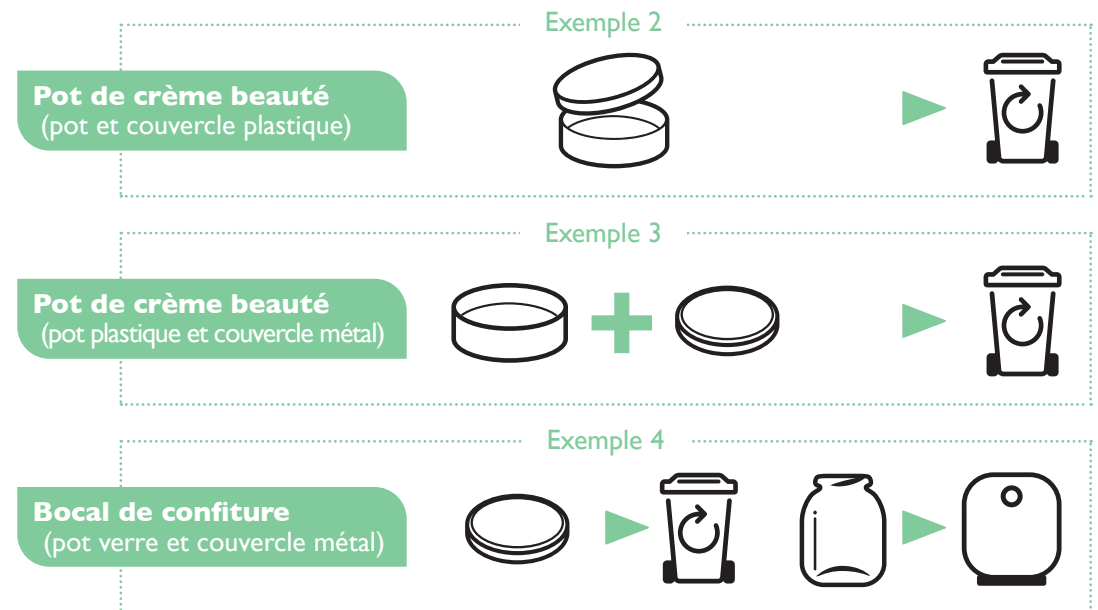 Exemple 2
Pot de crème beauté
(pot et couvercle plastique)
Exemple 3
Pot de crème beauté
(pot plastique et couvercle métal)
Exemple 4
Bocal de confiture
(pot verre et couvercle métal)